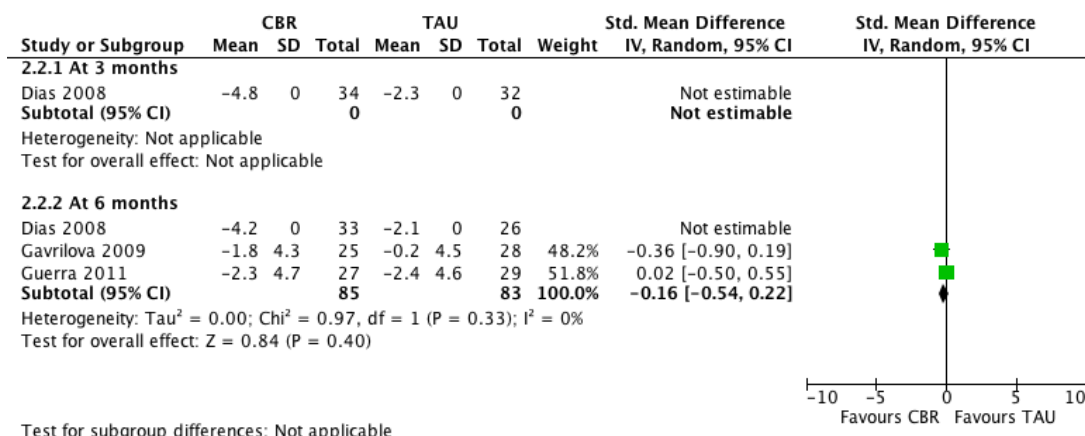 CBR TAU Std. Mean Difference Std. Mean Difference
Study or Subgroup Mean SD Total Mean SD Total Weight IV, Random, 95% CI IV, Random, 95% CI
2.2.1 At 3 months
Dias 2008 −4.8 0 34 −2.3 0 32 Not estimable
Subtotal (95% CI) 0 0 Not estimable
Heterogeneity: Not applicable
Test for overall effect: Not applicable
2.2.2 At 6 months
Dias 2008 −4.2 0 33 −2.1 0 26 Not estimable
Gavrilova 2009 −1.8 4.3 25 −0.2 4.5 28 48.2% −0.36 [−0.90, 0.19]
Guerra 2011 −2.3 4.7 27 −2.4 4.6 29 51.8% 0.02 [−0.50, 0.55]
Subtotal (95% CI) 85 83 100.0% −0.16 [−0.54, 0.22]
Heterogeneity: Tau² = 0.00; Chi² = 0.97, df = 1 (P = 0.33); I² = 0%
Test for overall effect: Z = 0.84 (P = 0.40)
−10 −5 0 5 10
Favours CBR Favours TAU
Test for subgroup differences: Not applicable